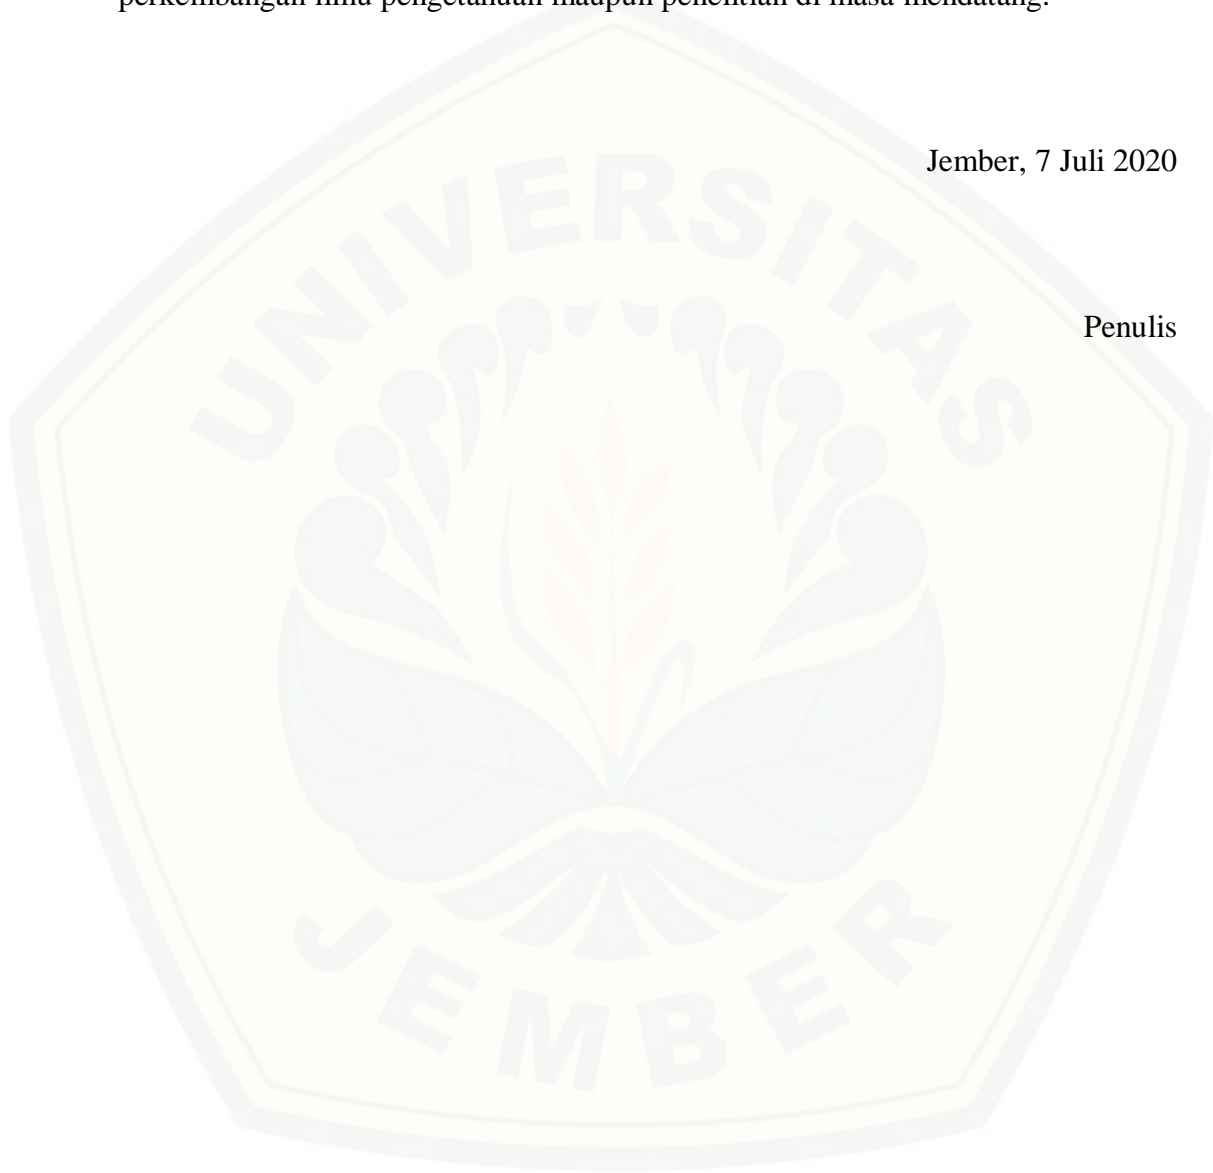 perkembangan ilmu pengetahuan maupun penelitian di masa mendatang.
Jember, 7 Juli 2020
Penulis
UNIVERSITAS
JEMBER